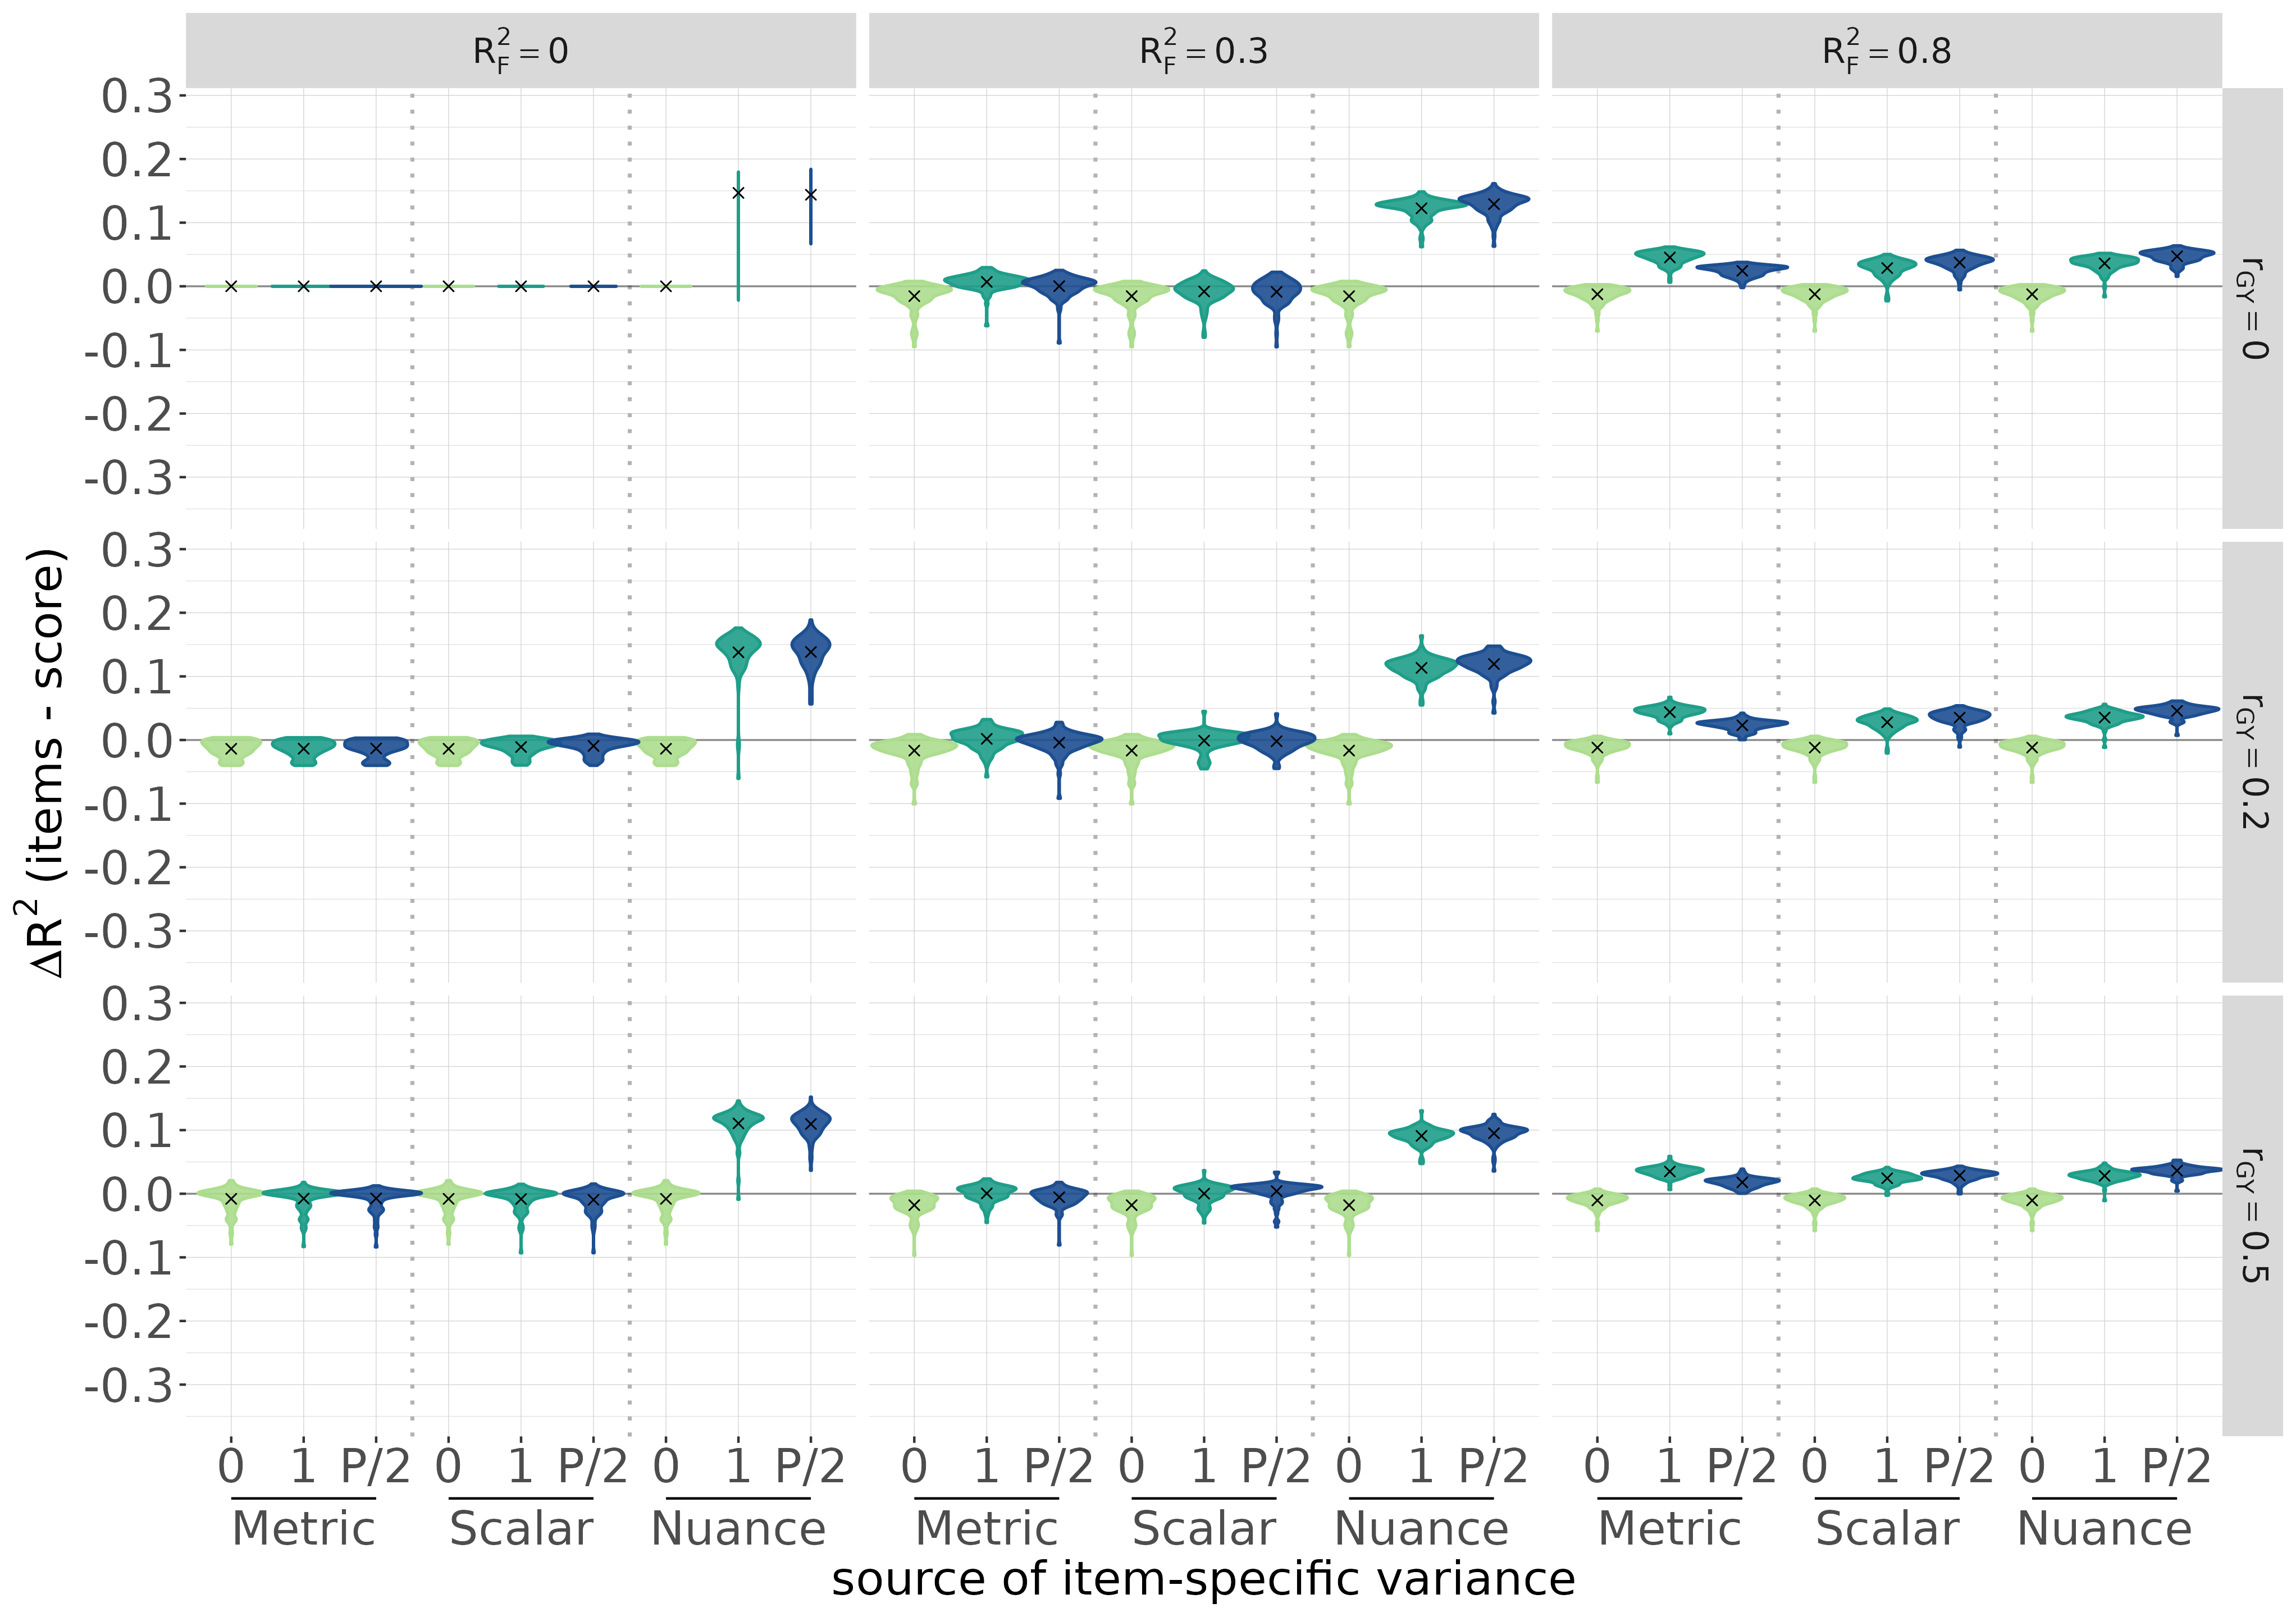 R²F = 0
R²F = 0.3
R²F = 0.8
0.3
0.2
0.1
0.0
-0.1
-0.2
-0.3
rGY = 0
0.3
0.2
0.1
0.0
-0.1
-0.2
-0.3
rGY = 0.2
0.3
0.2
0.1
0.0
-0.1
-0.2
-0.3
rGY = 0.5
ΔR² (items - score)
0 1 P/2 0 1 P/2 0 1 P/2
Metric Scalar Nuance
0 1 P/2 0 1 P/2 0 1 P/2
Metric Scalar Nuance
0 1 P/2 0 1 P/2 0 1 P/2
Metric Scalar Nuance
source of item-specific variance